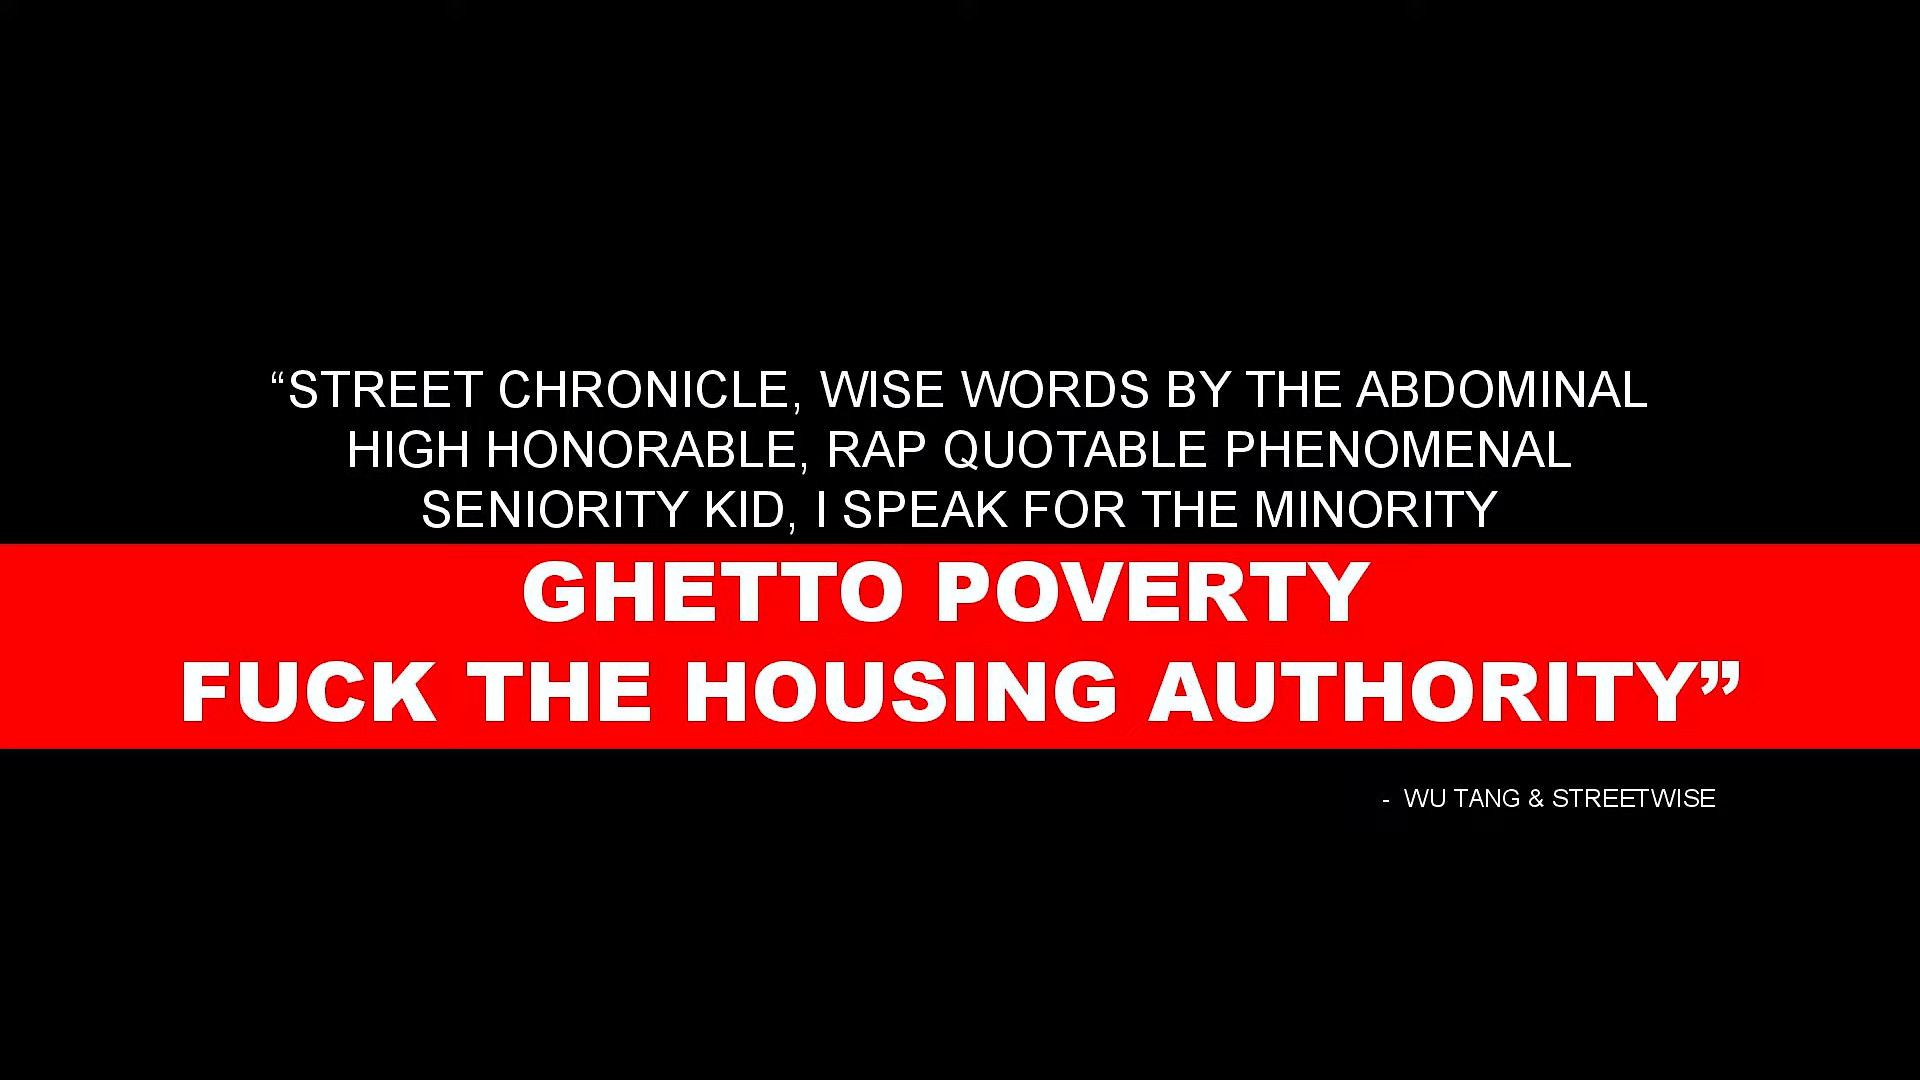 “STREET CHRONICLE, WISE WORDS BY THE ABDOMINAL
HIGH HONORABLE, RAP QUOTABLE PHENOMENAL
SENIORITY KID, I SPEAK FOR THE MINORITY
GHETTO POVERTY
FUCK THE HOUSING AUTHORITY”
- WU TANG & STREETWISE